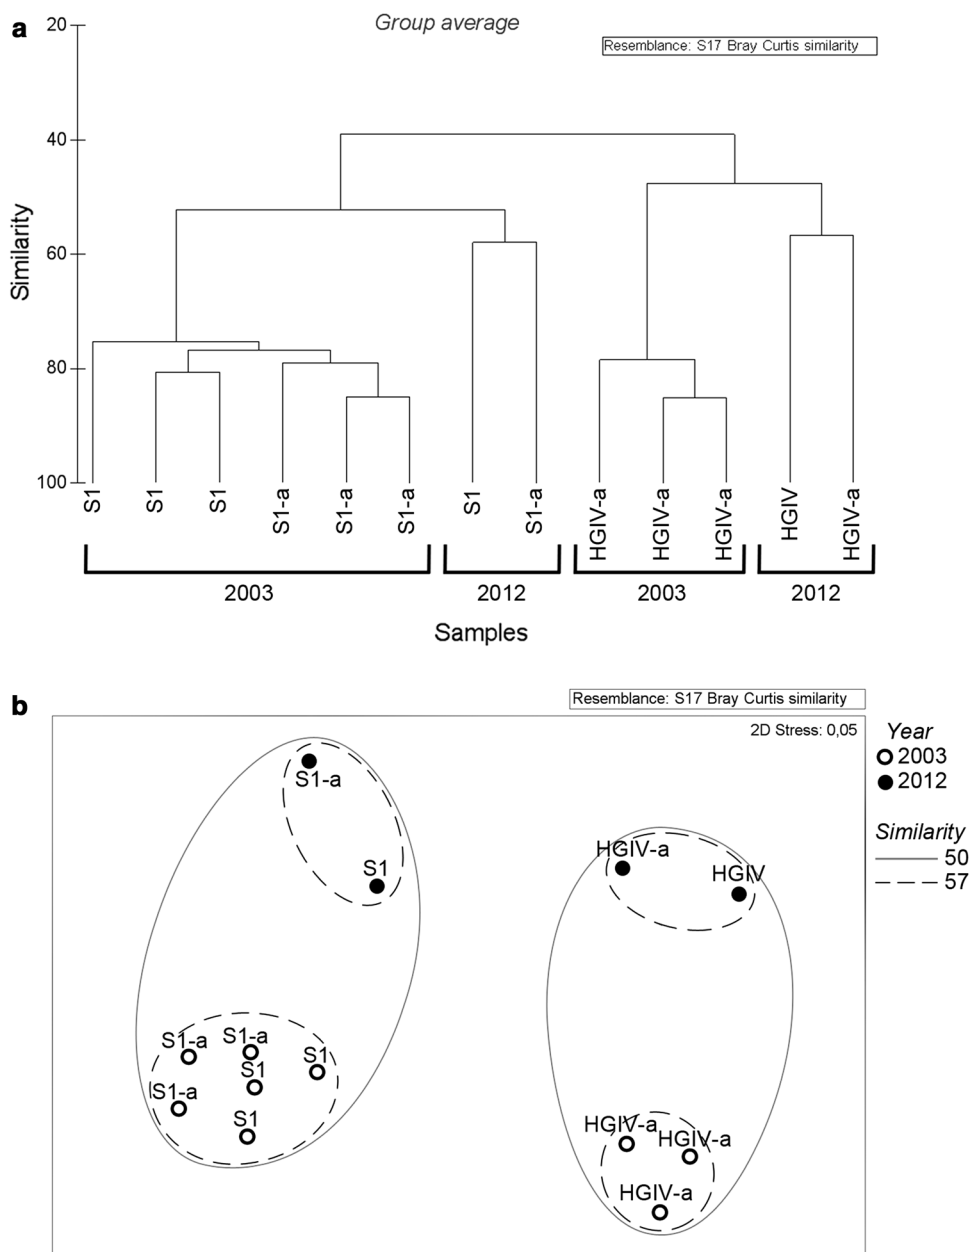 a
20
Group average
Resemblance: S17 Bray Curtis similarity
40
Similarity
60
80
100
S1 S1 S1 S1-a S1-a S1-a S1 S1-a HGIV-a HGIV-a HGIV-a HGIV HGIV-a
2003 2012 2003 2012
Samples
b
Resemblance: S17 Bray Curtis similarity
2D Stress: 0,05
Year
2003
2012
Similarity
50
57
S1-a
HGIV-a
S1
HGIV
S1-a
S1-a
S1
S1
S1-a
S1
HGIV-a
HGIV-a
HGIV-a